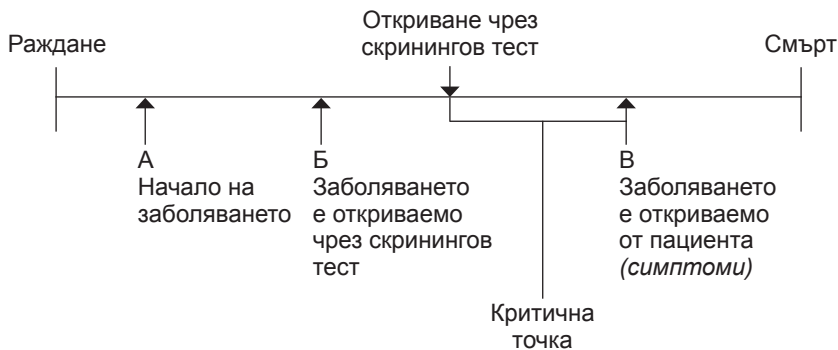 Раждане
Откриване чрез
скринингов тест
Смърт
А
Начало на
заболяването
Б
Заболяването
е откриваемо
чрез скринингов
тест
В
Заболяването
е откриваемо
от пациента
(симптоми)
Критична
точка